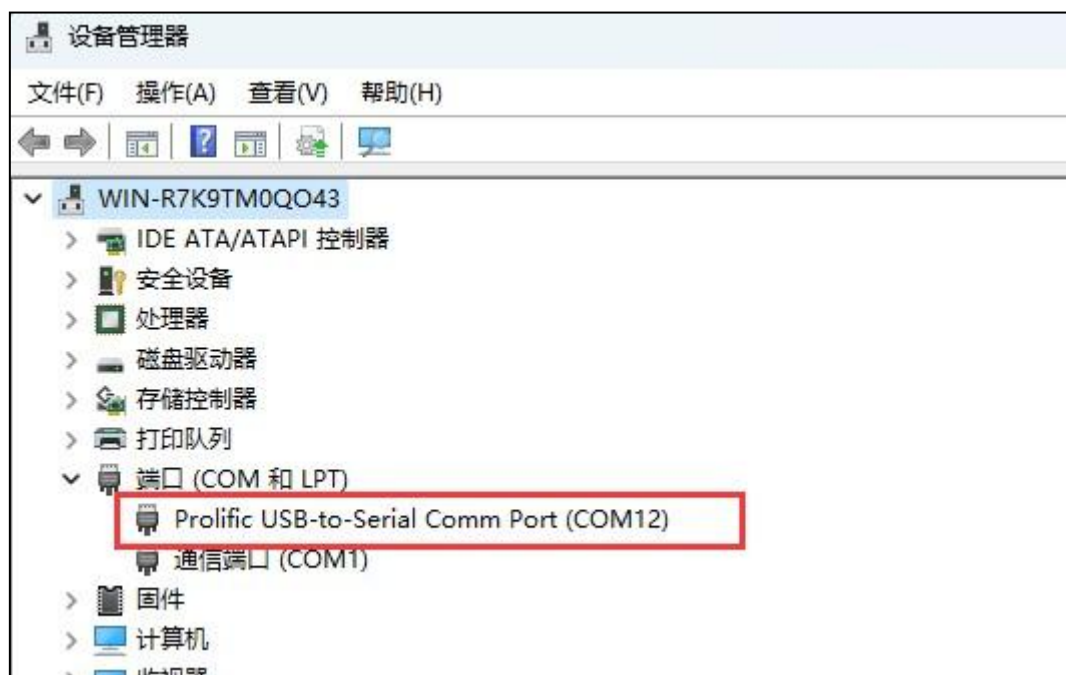 设备管理器
文件(F) 操作(A) 查看(V) 帮助(H)
WIN-R7K9TM0QO43
IDE ATA/ATAPI 控制器
安全设备
处理器
磁盘驱动器
存储控制器
打印队列
端口 (COM 和 LPT)
Prolific USB-to-Serial Comm Port (COM12)
通信端口 (COM1)
固件
计算机
监视器